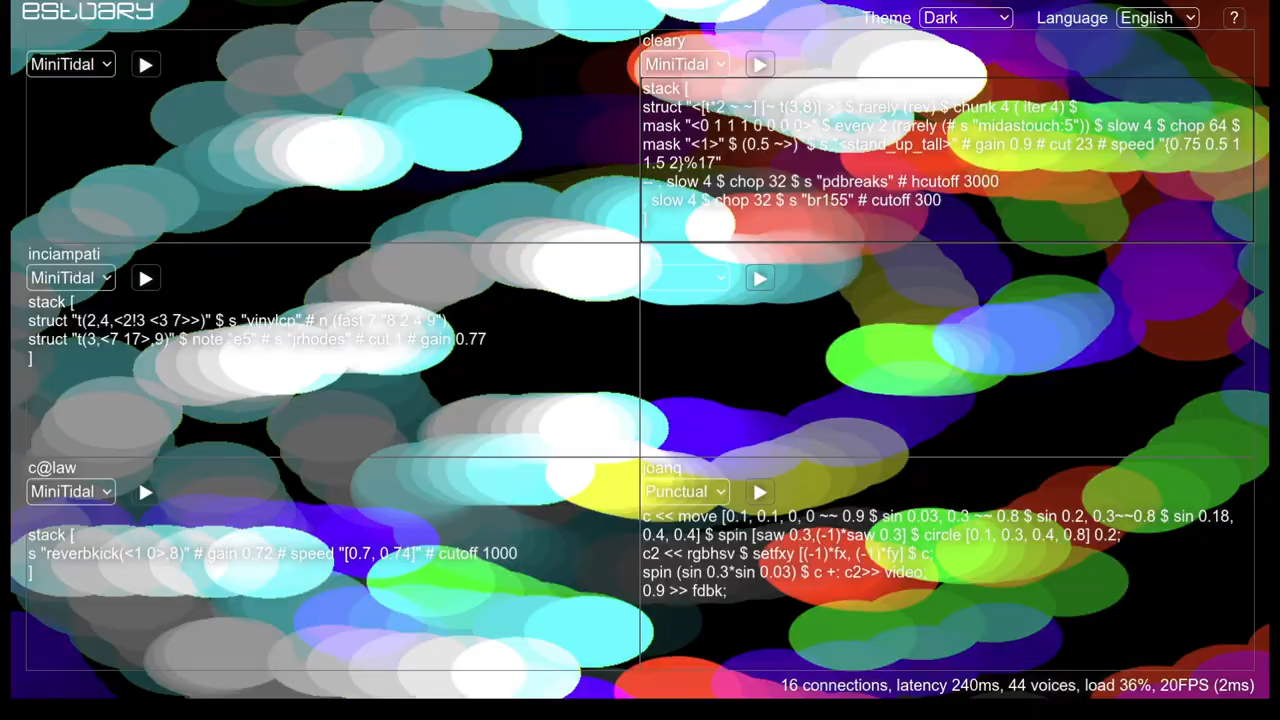 estuary
Theme Dark Language English ?
MiniTidal
cleary
MiniTidal
stack [
struct "<[t*2 ~ ~] [~ t(3,8)] >" $ rarely (rev) $ chunk 4 ( iter 4) $
mask "<0 1 1 1 0 0 0 0>" $ every 2 (rarely (# s "midastouch:5")) $ slow 4 $ chop 64 $
mask "<1>" $ (0.5 ~>) $ s "<stand_up_tall>" # gain 0.9 # cut 23 # speed "{0.75 0.5 1
1.5 2}%17"
-- , slow 4 $ chop 32 $ s "pdbreaks" # hcutoff 3000
, slow 4 $ chop 32 $ s "br155" # cutoff 300
]
inciampati
MiniTidal
stack [
struct "t(2,4,<2!3 <3 7>>)" $ s "vinylcp" # n (fast 7 "8 2 4 9")
struct "t(3,<7 17>,9)" $ note "e5" # s "jrhodes" # cut 1 # gain 0.77
]
c@law
MiniTidal
stack [
s "reverbkick(<1 0>,8)" # gain 0.72 # speed "[0.7, 0.74]" # cutoff 1000
]
joanq
Punctual
c << move [0.1, 0.1, 0, 0 ~~ 0.9 $ sin 0.03, 0.3 ~~ 0.8 $ sin 0.2, 0.3~~0.8 $ sin 0.18,
0.4, 0.4] $ spin [saw 0.3,(-1)*saw 0.3] $ circle [0.1, 0.3, 0.4, 0.8] 0.2;
c2 << rgbhsv $ setfxy [(-1)*fx, (-1)*fy] $ c;
spin (sin 0.3*sin 0.03) $ c +: c2>> video;
0.9 >> fdbk;
16 connections, latency 240ms, 44 voices, load 36%, 20FPS (2ms)